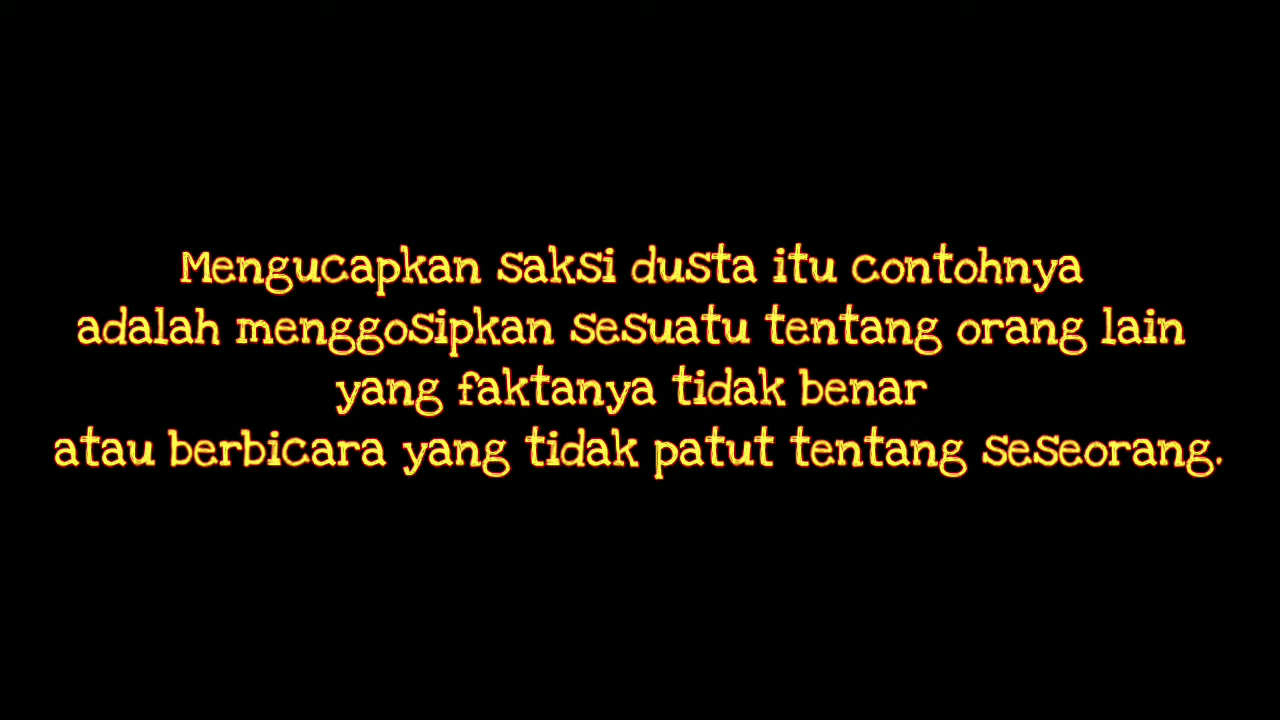 Mengucapkan saksi dusta itu contohnya
adalah menggosipkan sesuatu tentang orang lain
yang faktanya tidak benar
atau berbicara yang tidak patut tentang seseorang.